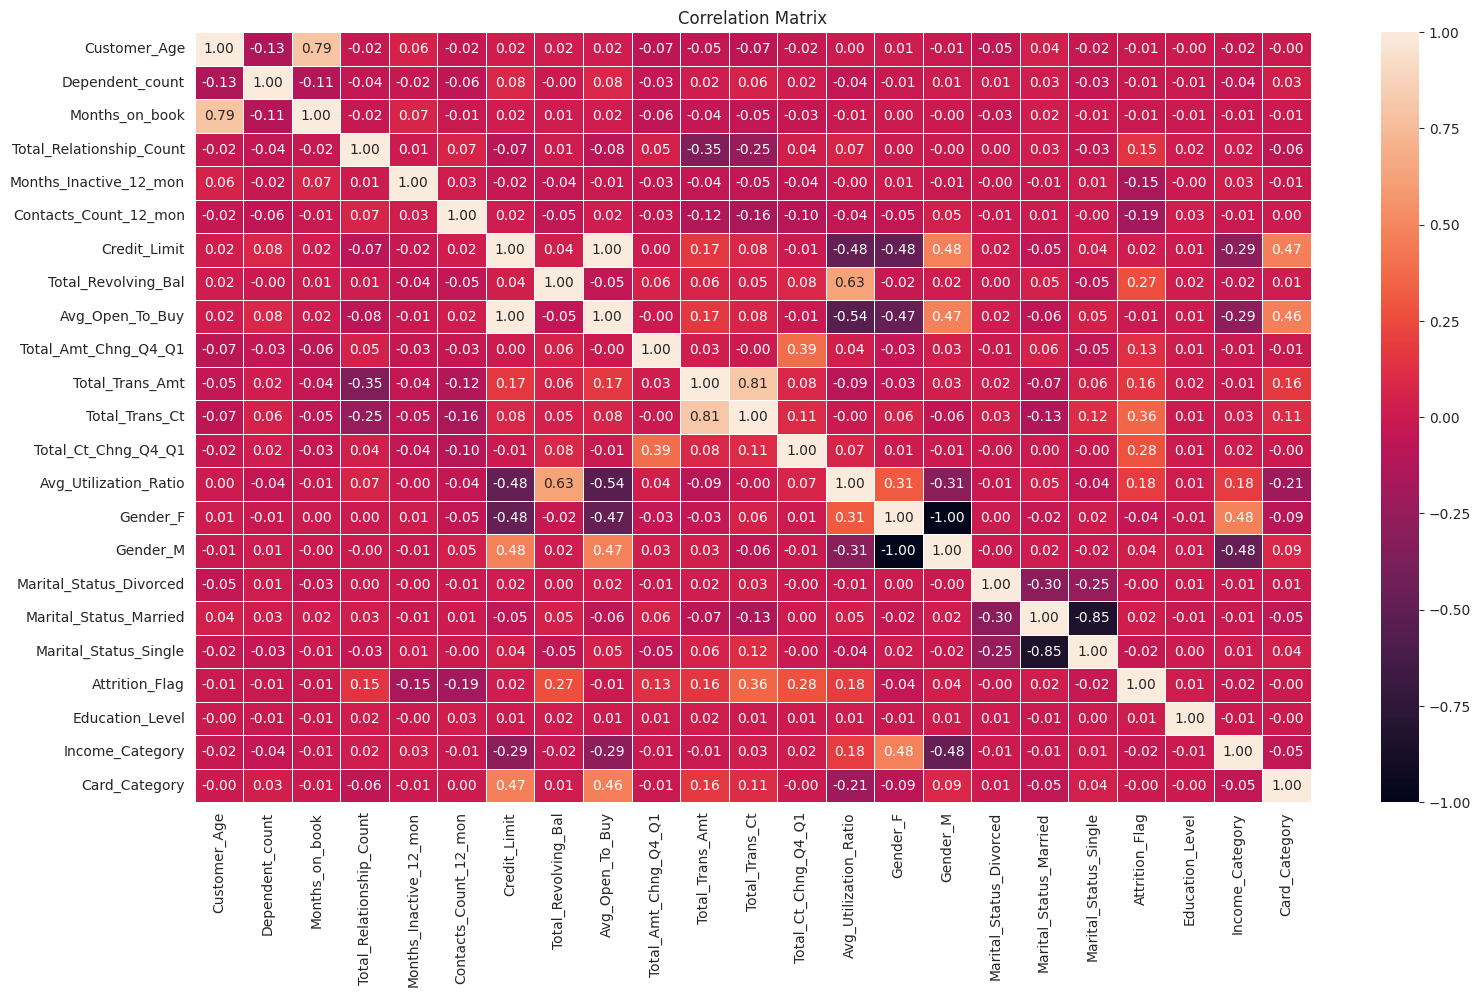 Correlation Matrix
Customer_Age 1.00 -0.13 0.79 -0.02 0.06 -0.02 0.02 0.02 0.02 -0.07 -0.05 -0.07 -0.02 0.00 0.01 -0.01 -0.05 0.04 -0.02 -0.01 -0.00 -0.02 -0.00
Dependent_count -0.13 1.00 -0.11 -0.04 -0.02 -0.06 0.08 -0.00 0.08 -0.03 0.02 0.06 0.02 -0.04 -0.01 0.01 0.01 0.03 -0.03 -0.01 -0.01 -0.04 0.03
Months_on_book 0.79 -0.11 1.00 -0.02 0.07 -0.01 0.02 0.01 0.02 -0.06 -0.04 -0.05 -0.03 -0.01 0.00 -0.00 -0.03 0.02 -0.01 -0.01 -0.01 -0.01 -0.01
Total_Relationship_Count -0.02 -0.04 -0.02 1.00 0.01 0.07 -0.07 0.01 -0.08 0.05 -0.35 -0.25 0.04 0.07 0.00 -0.00 0.00 0.03 -0.03 0.15 0.02 0.02 -0.06
Months_Inactive_12_mon 0.06 -0.02 0.07 0.01 1.00 0.03 -0.02 -0.04 -0.01 -0.03 -0.04 -0.05 -0.04 -0.00 0.01 -0.01 -0.00 -0.01 0.01 -0.15 -0.00 0.03 -0.01
Contacts_Count_12_mon -0.02 -0.06 -0.01 0.07 0.03 1.00 0.02 -0.05 0.02 -0.03 -0.12 -0.16 -0.10 -0.04 -0.05 0.05 -0.01 0.01 -0.00 -0.19 0.03 -0.01 0.00
Credit_Limit 0.02 0.08 0.02 -0.07 -0.02 0.02 1.00 0.04 1.00 0.00 0.17 0.08 -0.01 -0.48 -0.48 0.48 0.02 -0.05 0.04 0.02 0.01 -0.29 0.47
Total_Revolving_Bal 0.02 -0.00 0.01 0.01 -0.04 -0.05 0.04 1.00 -0.05 0.06 0.06 0.05 0.08 0.63 -0.02 0.02 0.00 0.05 -0.05 0.27 0.02 -0.02 0.01
Avg_Open_To_Buy 0.02 0.08 0.02 -0.08 -0.01 0.02 1.00 -0.05 1.00 -0.00 0.17 0.08 -0.01 -0.54 -0.47 0.47 0.02 -0.06 0.05 -0.01 0.01 -0.29 0.46
Total_Amt_Chng_Q4_Q1 -0.07 -0.03 -0.06 0.05 -0.03 -0.03 0.00 0.06 -0.00 1.00 0.03 -0.00 0.39 0.04 -0.03 0.03 -0.01 0.06 -0.05 0.13 0.01 -0.01 -0.01
Total_Trans_Amt -0.05 0.02 -0.04 -0.35 -0.04 -0.12 0.17 0.06 0.17 0.03 1.00 0.81 0.08 -0.09 -0.03 0.03 0.02 -0.07 0.06 0.16 0.02 -0.01 0.16
Total_Trans_Ct -0.07 0.06 -0.05 -0.25 -0.05 -0.16 0.08 0.05 0.08 -0.00 0.81 1.00 0.11 -0.00 0.06 -0.06 0.03 -0.13 0.12 0.36 0.01 0.03 0.11
Total_Ct_Chng_Q4_Q1 -0.02 0.02 -0.03 0.04 -0.04 -0.10 -0.01 0.08 -0.01 0.39 0.08 0.11 1.00 0.07 0.01 -0.01 -0.00 0.00 -0.00 0.28 0.01 0.02 -0.00
Avg_Utilization_Ratio 0.00 -0.04 -0.01 0.07 -0.00 -0.04 -0.48 0.63 -0.54 0.04 -0.09 -0.00 0.07 1.00 0.31 -0.31 -0.01 0.05 -0.04 0.18 0.01 0.18 -0.21
Gender_F 0.01 -0.01 0.00 0.00 0.01 -0.05 -0.48 -0.02 -0.47 -0.03 -0.03 0.06 0.01 0.31 1.00 -1.00 0.00 -0.02 0.02 -0.04 -0.01 0.48 -0.09
Gender_M -0.01 0.01 -0.00 -0.00 -0.01 0.05 0.48 0.02 0.47 0.03 0.03 -0.06 -0.01 -0.31 -1.00 1.00 -0.00 0.02 -0.02 0.04 0.01 -0.48 0.09
Marital_Status_Divorced -0.05 0.01 -0.03 0.00 -0.00 -0.01 0.02 0.00 0.02 -0.01 0.02 0.03 -0.00 -0.01 0.00 -0.00 1.00 -0.30 -0.25 -0.00 0.01 -0.01 0.01
Marital_Status_Married 0.04 0.03 0.02 0.03 -0.01 0.01 -0.05 0.05 -0.06 0.06 -0.07 -0.13 0.00 0.05 -0.02 0.02 -0.30 1.00 -0.85 0.02 -0.01 -0.01 -0.05
Marital_Status_Single -0.02 -0.03 -0.01 -0.03 0.01 -0.00 0.04 -0.05 0.05 -0.05 0.06 0.12 -0.00 -0.04 0.02 -0.02 -0.25 -0.85 1.00 -0.02 0.00 0.01 0.04
Attrition_Flag -0.01 -0.01 -0.01 0.15 -0.15 -0.19 0.02 0.27 -0.01 0.13 0.16 0.36 0.28 0.18 -0.04 0.04 -0.00 0.02 -0.02 1.00 0.01 -0.02 -0.00
Education_Level -0.00 -0.01 -0.01 0.02 -0.00 0.03 0.01 0.02 0.01 0.01 0.02 0.01 0.01 0.01 -0.01 0.01 0.01 -0.01 0.00 0.01 1.00 -0.01 -0.00
Income_Category -0.02 -0.04 -0.01 0.02 0.03 -0.01 -0.29 -0.02 -0.29 -0.01 -0.01 0.03 0.02 0.18 0.48 -0.48 -0.01 -0.01 0.01 -0.02 -0.01 1.00 -0.05
Card_Category -0.00 0.03 -0.01 -0.06 -0.01 0.00 0.47 0.01 0.46 -0.01 0.16 0.11 -0.00 -0.21 -0.09 0.09 0.01 -0.05 0.04 -0.00 -0.00 -0.05 1.00
Customer_Age
Dependent_count
Months_on_book
Total_Relationship_Count
Months_Inactive_12_mon
Contacts_Count_12_mon
Credit_Limit
Total_Revolving_Bal
Avg_Open_To_Buy
Total_Amt_Chng_Q4_Q1
Total_Trans_Amt
Total_Trans_Ct
Total_Ct_Chng_Q4_Q1
Avg_Utilization_Ratio
Gender_F
Gender_M
Marital_Status_Divorced
Marital_Status_Married
Marital_Status_Single
Attrition_Flag
Education_Level
Income_Category
Card_Category
1.00
0.75
0.50
0.25
0.00
−0.25
−0.50
−0.75
−1.00